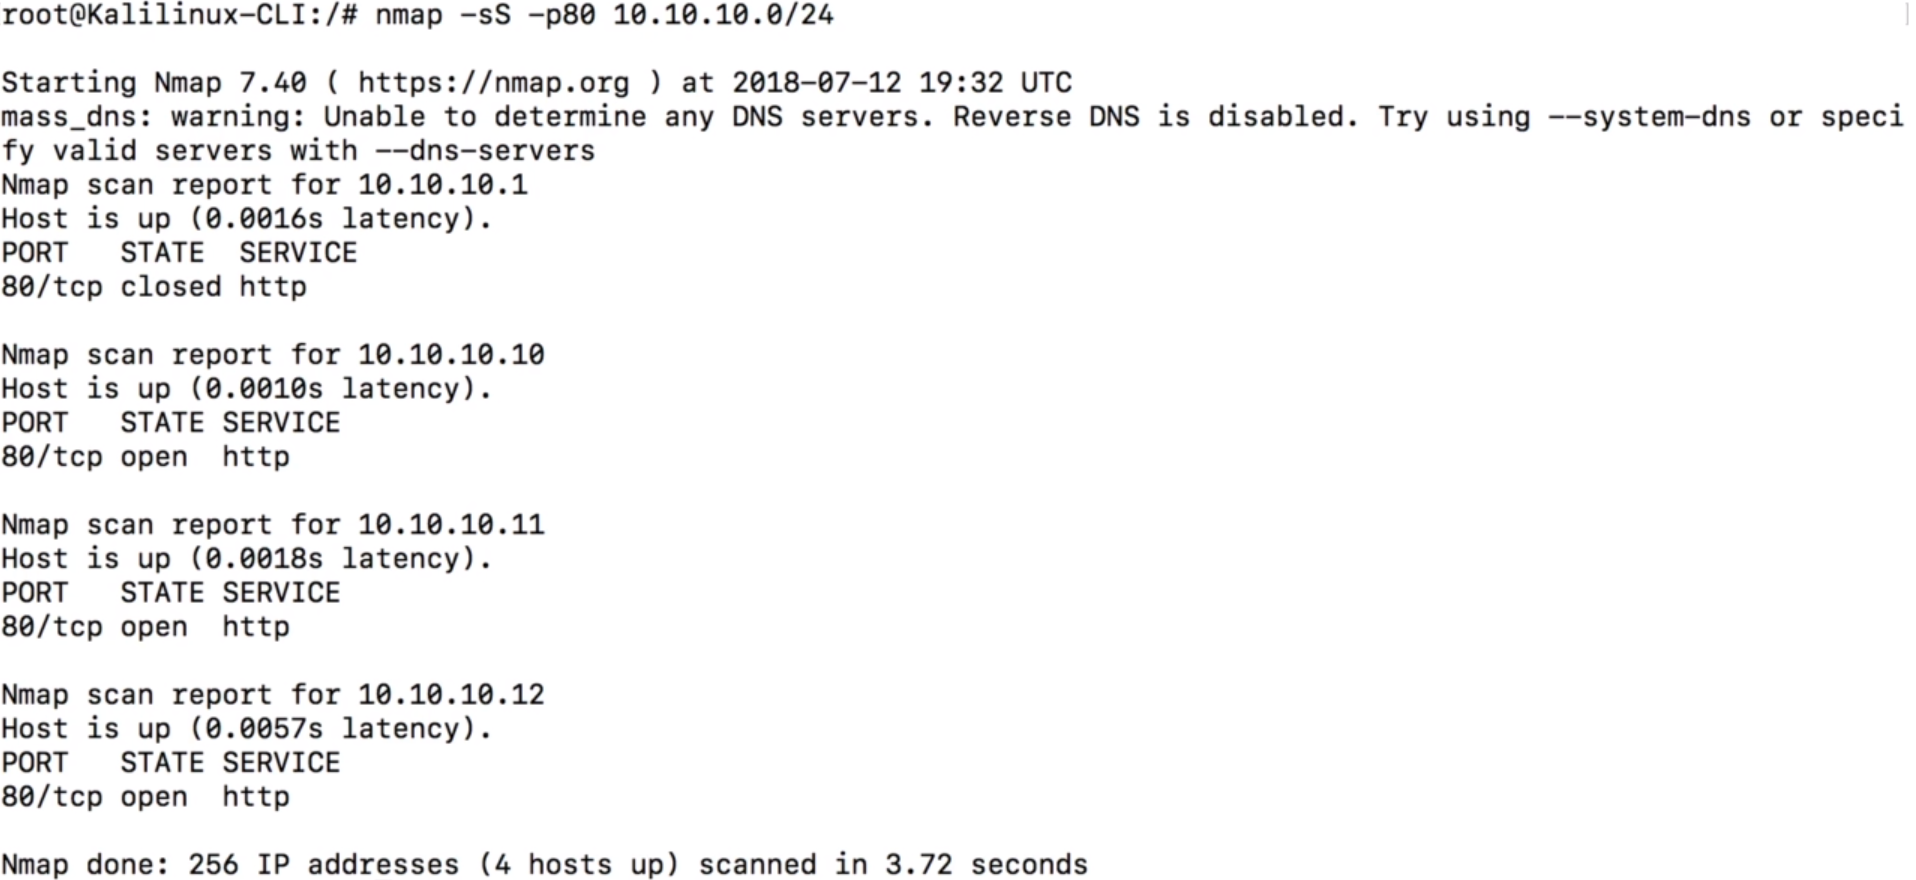 root@Kalilinux-CLI:/# nmap -sS -p80 10.10.10.0/24
Starting Nmap 7.40 ( https://nmap.org ) at 2018-07-12 19:32 UTC
mass_dns: warning: Unable to determine any DNS servers. Reverse DNS is disabled. Try using --system-dns or speci
fy valid servers with --dns-servers
Nmap scan report for 10.10.10.1
Host is up (0.0016s latency).
PORT   STATE  SERVICE
80/tcp closed http
Nmap scan report for 10.10.10.10
Host is up (0.0010s latency).
PORT   STATE SERVICE
80/tcp open  http
Nmap scan report for 10.10.10.11
Host is up (0.0018s latency).
PORT   STATE SERVICE
80/tcp open  http
Nmap scan report for 10.10.10.12
Host is up (0.0057s latency).
PORT   STATE SERVICE
80/tcp open  http
Nmap done: 256 IP addresses (4 hosts up) scanned in 3.72 seconds